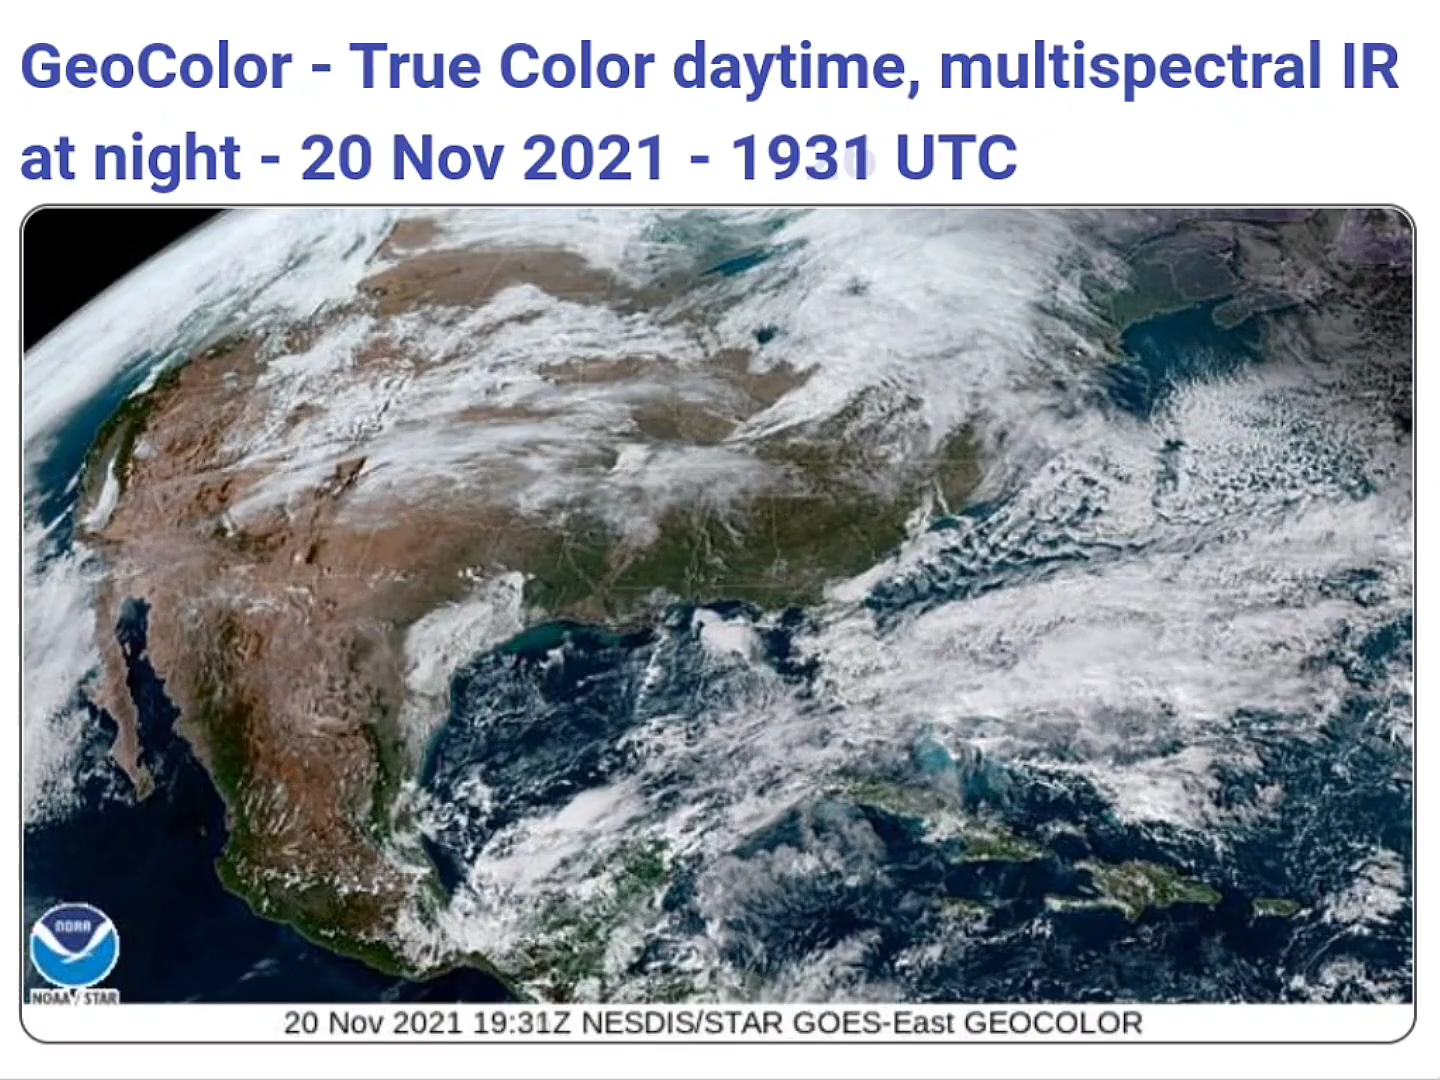 GeoColor - True Color daytime, multispectral IR
at night - 20 Nov 2021 - 1931 UTC
NOAA
NOAA / STAR
20 Nov 2021 19:31Z NESDIS/STAR GOES-East GEOCOLOR